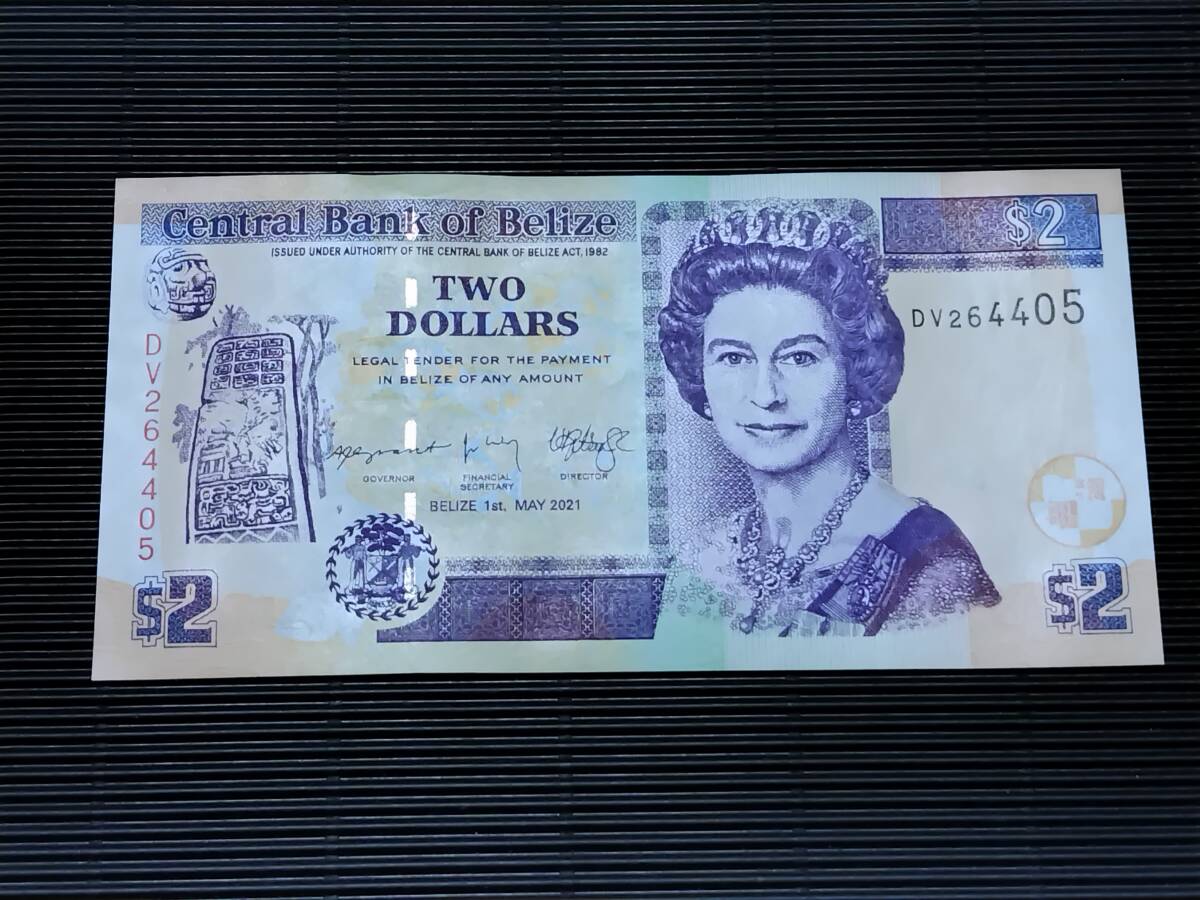 Central Bank of Belize
ISSUED UNDER AUTHORITY OF THE CENTRAL BANK OF BELIZE ACT, 1982
$2
TWO
DOLLARS
LEGAL TENDER FOR THE PAYMENT
IN BELIZE OF ANY AMOUNT
DV264405
DV264405
GOVERNOR
FINANCIAL
SECRETARY
DIRECTOR
BELIZE 1st, MAY 2021
$2
$2